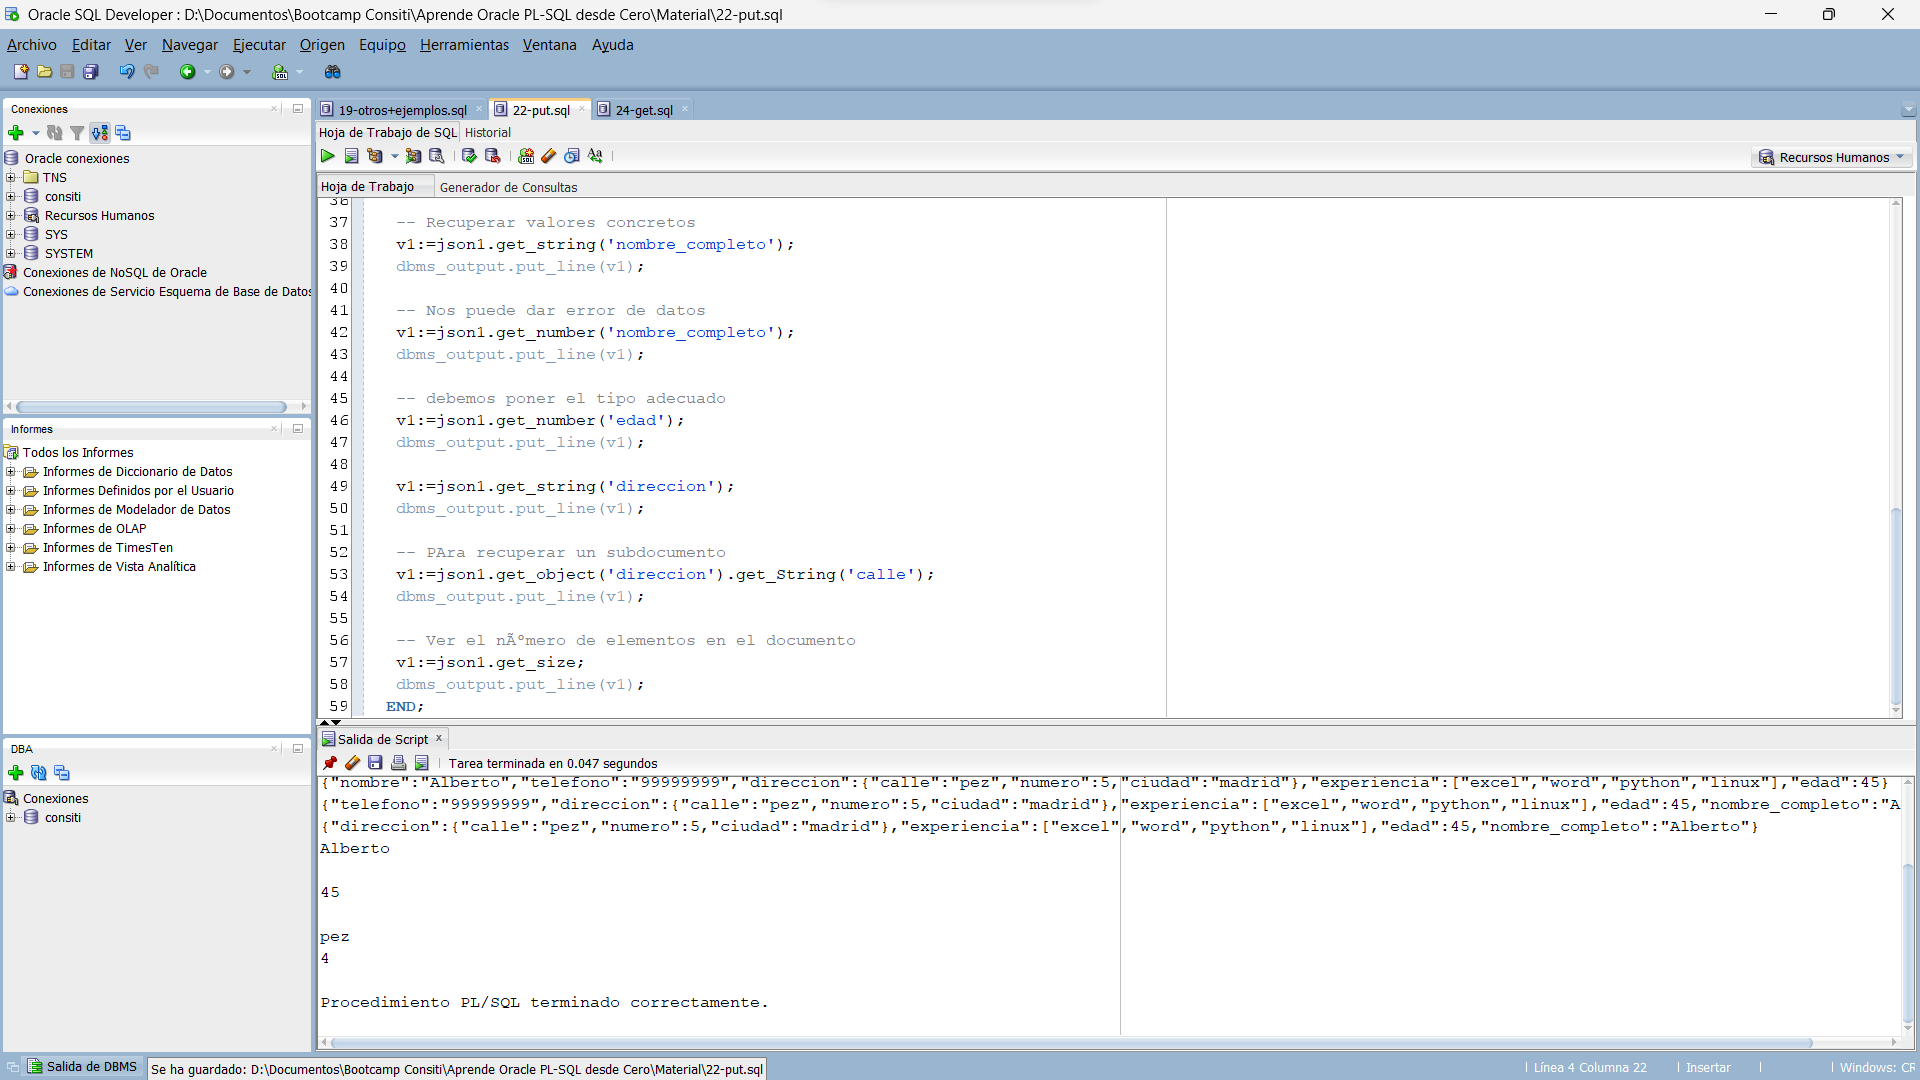 Oracle SQL Developer : D:\Documentos\Bootcamp Consiti\Aprende Oracle PL-SQL desde Cero\Material\22-put.sql
Archivo Editar Ver Navegar Ejecutar Origen Equipo Herramientas Ventana Ayuda
Conexiones
Oracle conexiones
TNS
consiti
Recursos Humanos
SYS
SYSTEM
Conexiones de NoSQL de Oracle
Conexiones de Servicio Esquema de Base de Datos
Informes
Todos los Informes
Informes de Diccionario de Datos
Informes Definidos por el Usuario
Informes de Modelador de Datos
Informes de OLAP
Informes de TimesTen
Informes de Vista Analítica
DBA
Conexiones
consiti
19-otros+ejemplos.sql 22-put.sql 24-get.sql
Hoja de Trabajo de SQL Historial
Recursos Humanos
Hoja de Trabajo Generador de Consultas
36
37 -- Recuperar valores concretos
38 v1:=json1.get_string('nombre_completo');
39 dbms_output.put_line(v1);
40
41 -- Nos puede dar error de datos
42 v1:=json1.get_number('nombre_completo');
43 dbms_output.put_line(v1);
44
45 -- debemos poner el tipo adecuado
46 v1:=json1.get_number('edad');
47 dbms_output.put_line(v1);
48
49 v1:=json1.get_string('direccion');
50 dbms_output.put_line(v1);
51
52 -- PAra recuperar un subdocumento
53 v1:=json1.get_object('direccion').get_String('calle');
54 dbms_output.put_line(v1);
55
56 -- Ver el nÃºmero de elementos en el documento
57 v1:=json1.get_size;
58 dbms_output.put_line(v1);
59 END;
Salida de Script
Tarea terminada en 0.047 segundos
{"nombre":"Alberto","telefono":"99999999","direccion":{"calle":"pez","numero":5,"ciudad":"madrid"},"experiencia":["excel","word","python","linux"],"edad":45}
{"telefono":"99999999","direccion":{"calle":"pez","numero":5,"ciudad":"madrid"},"experiencia":["excel","word","python","linux"],"edad":45,"nombre_completo":"A
{"direccion":{"calle":"pez","numero":5,"ciudad":"madrid"},"experiencia":["excel","word","python","linux"],"edad":45,"nombre_completo":"Alberto"}
Alberto
45
pez
4
Procedimiento PL/SQL terminado correctamente.
Salida de DBMS
Se ha guardado: D:\Documentos\Bootcamp Consiti\Aprende Oracle PL-SQL desde Cero\Material\22-put.sql
Línea 4 Columna 22
Insertar
Windows: CR